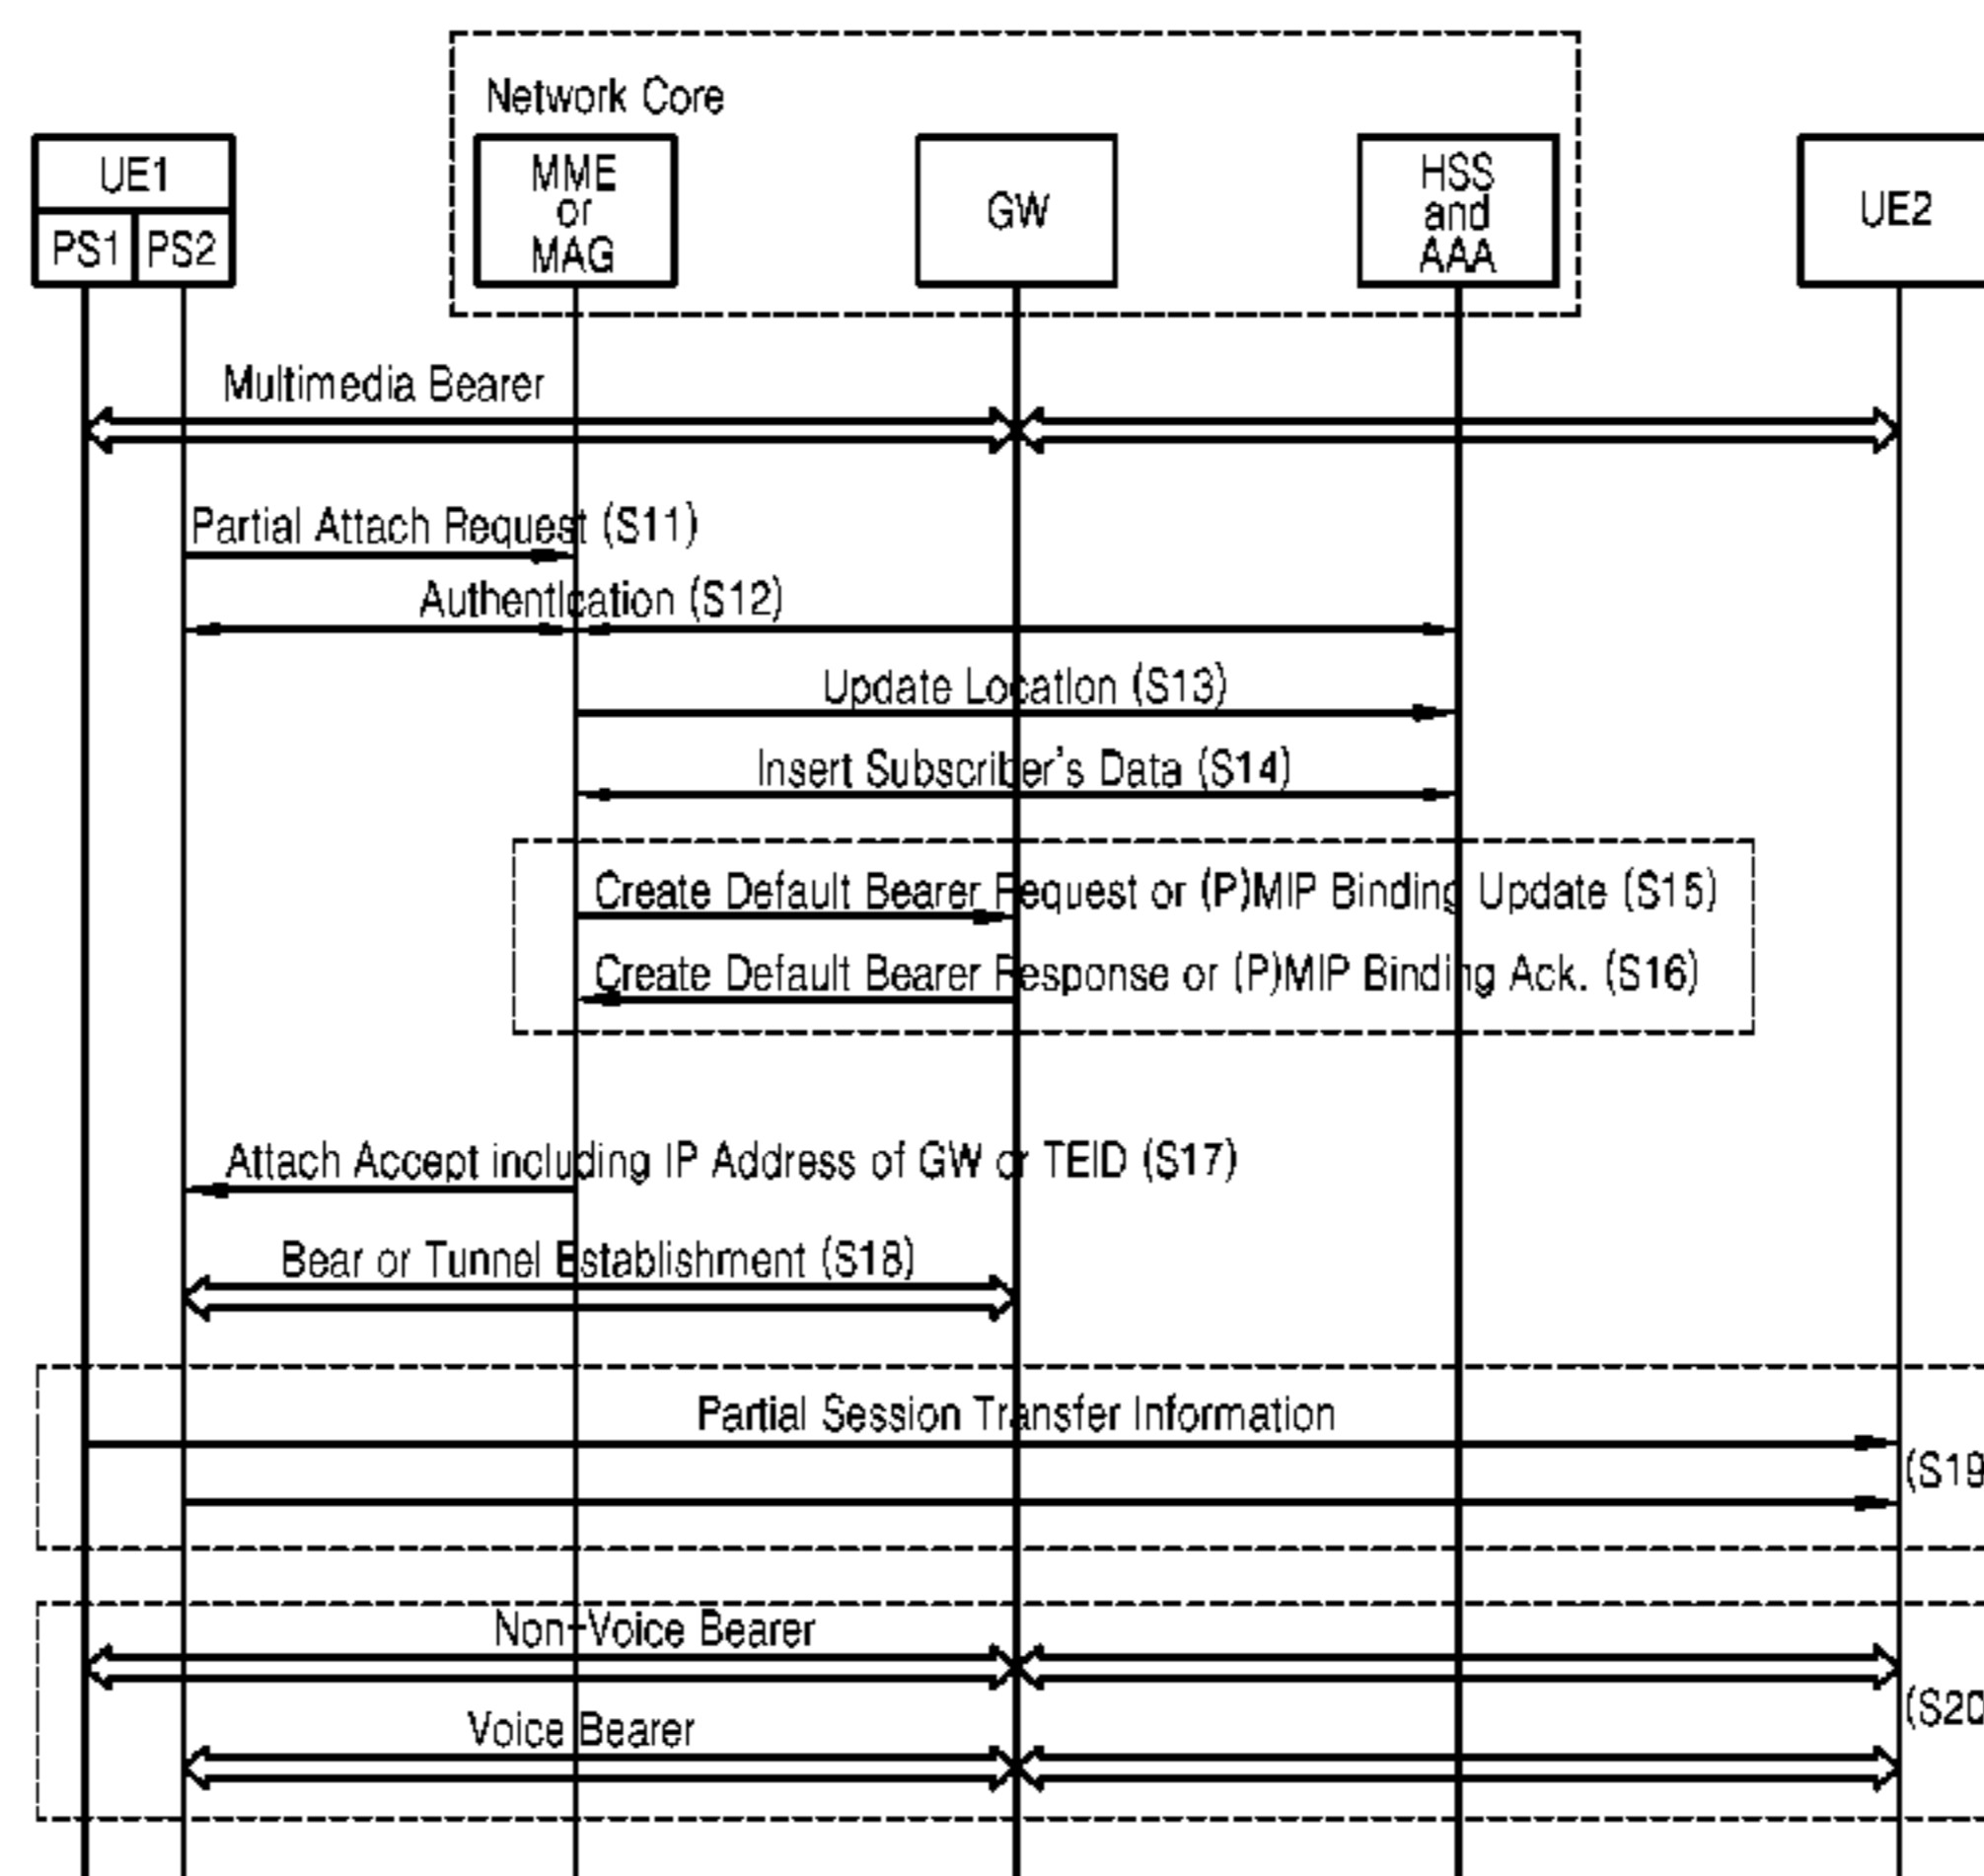 Network Core
UE1
PS1 PS2
MME
or
MAG
GW
HSS
and
AAA
UE2
Multimedia Bearer
Partial Attach Request (S11)
Authentication (S12)
Update Location (S13)
Insert Subscriber's Data (S14)
Create Default Bearer Request or (P)MIP Binding Update (S15)
Create Default Bearer Response or (P)MIP Binding Ack. (S16)
Attach Accept including IP Address of GW or TEID (S17)
Bear or Tunnel Establishment (S18)
Partial Session Transfer Information
(S19
Non-Voice Bearer
(S20
Voice Bearer